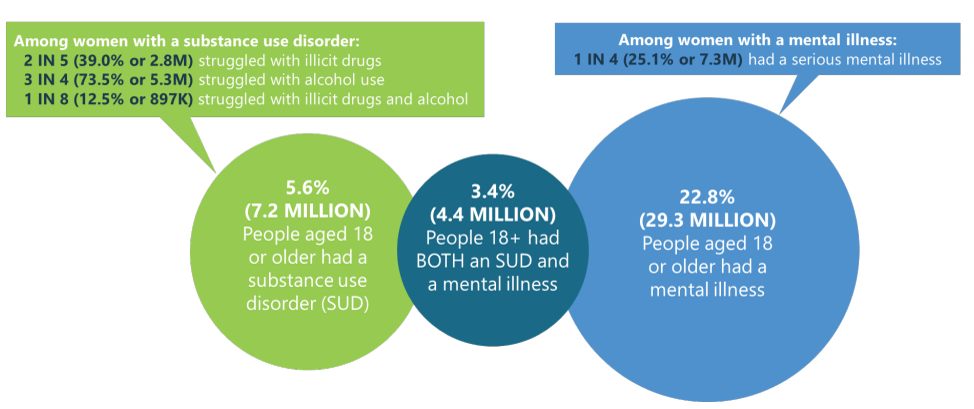 Among women with a substance use disorder:
2 IN 5 (39.0% or 2.8M) struggled with illicit drugs
3 IN 4 (73.5% or 5.3M) struggled with alcohol use
1 IN 8 (12.5% or 897K) struggled with illicit drugs and alcohol
Among women with a mental illness:
1 IN 4 (25.1% or 7.3M) had a serious mental illness
5.6%
(7.2 MILLION)
People aged 18
or older had a
substance use
disorder (SUD)
3.4%
(4.4 MILLION)
People 18+ had
BOTH an SUD and
a mental illness
22.8%
(29.3 MILLION)
People aged 18
or older had a
mental illness